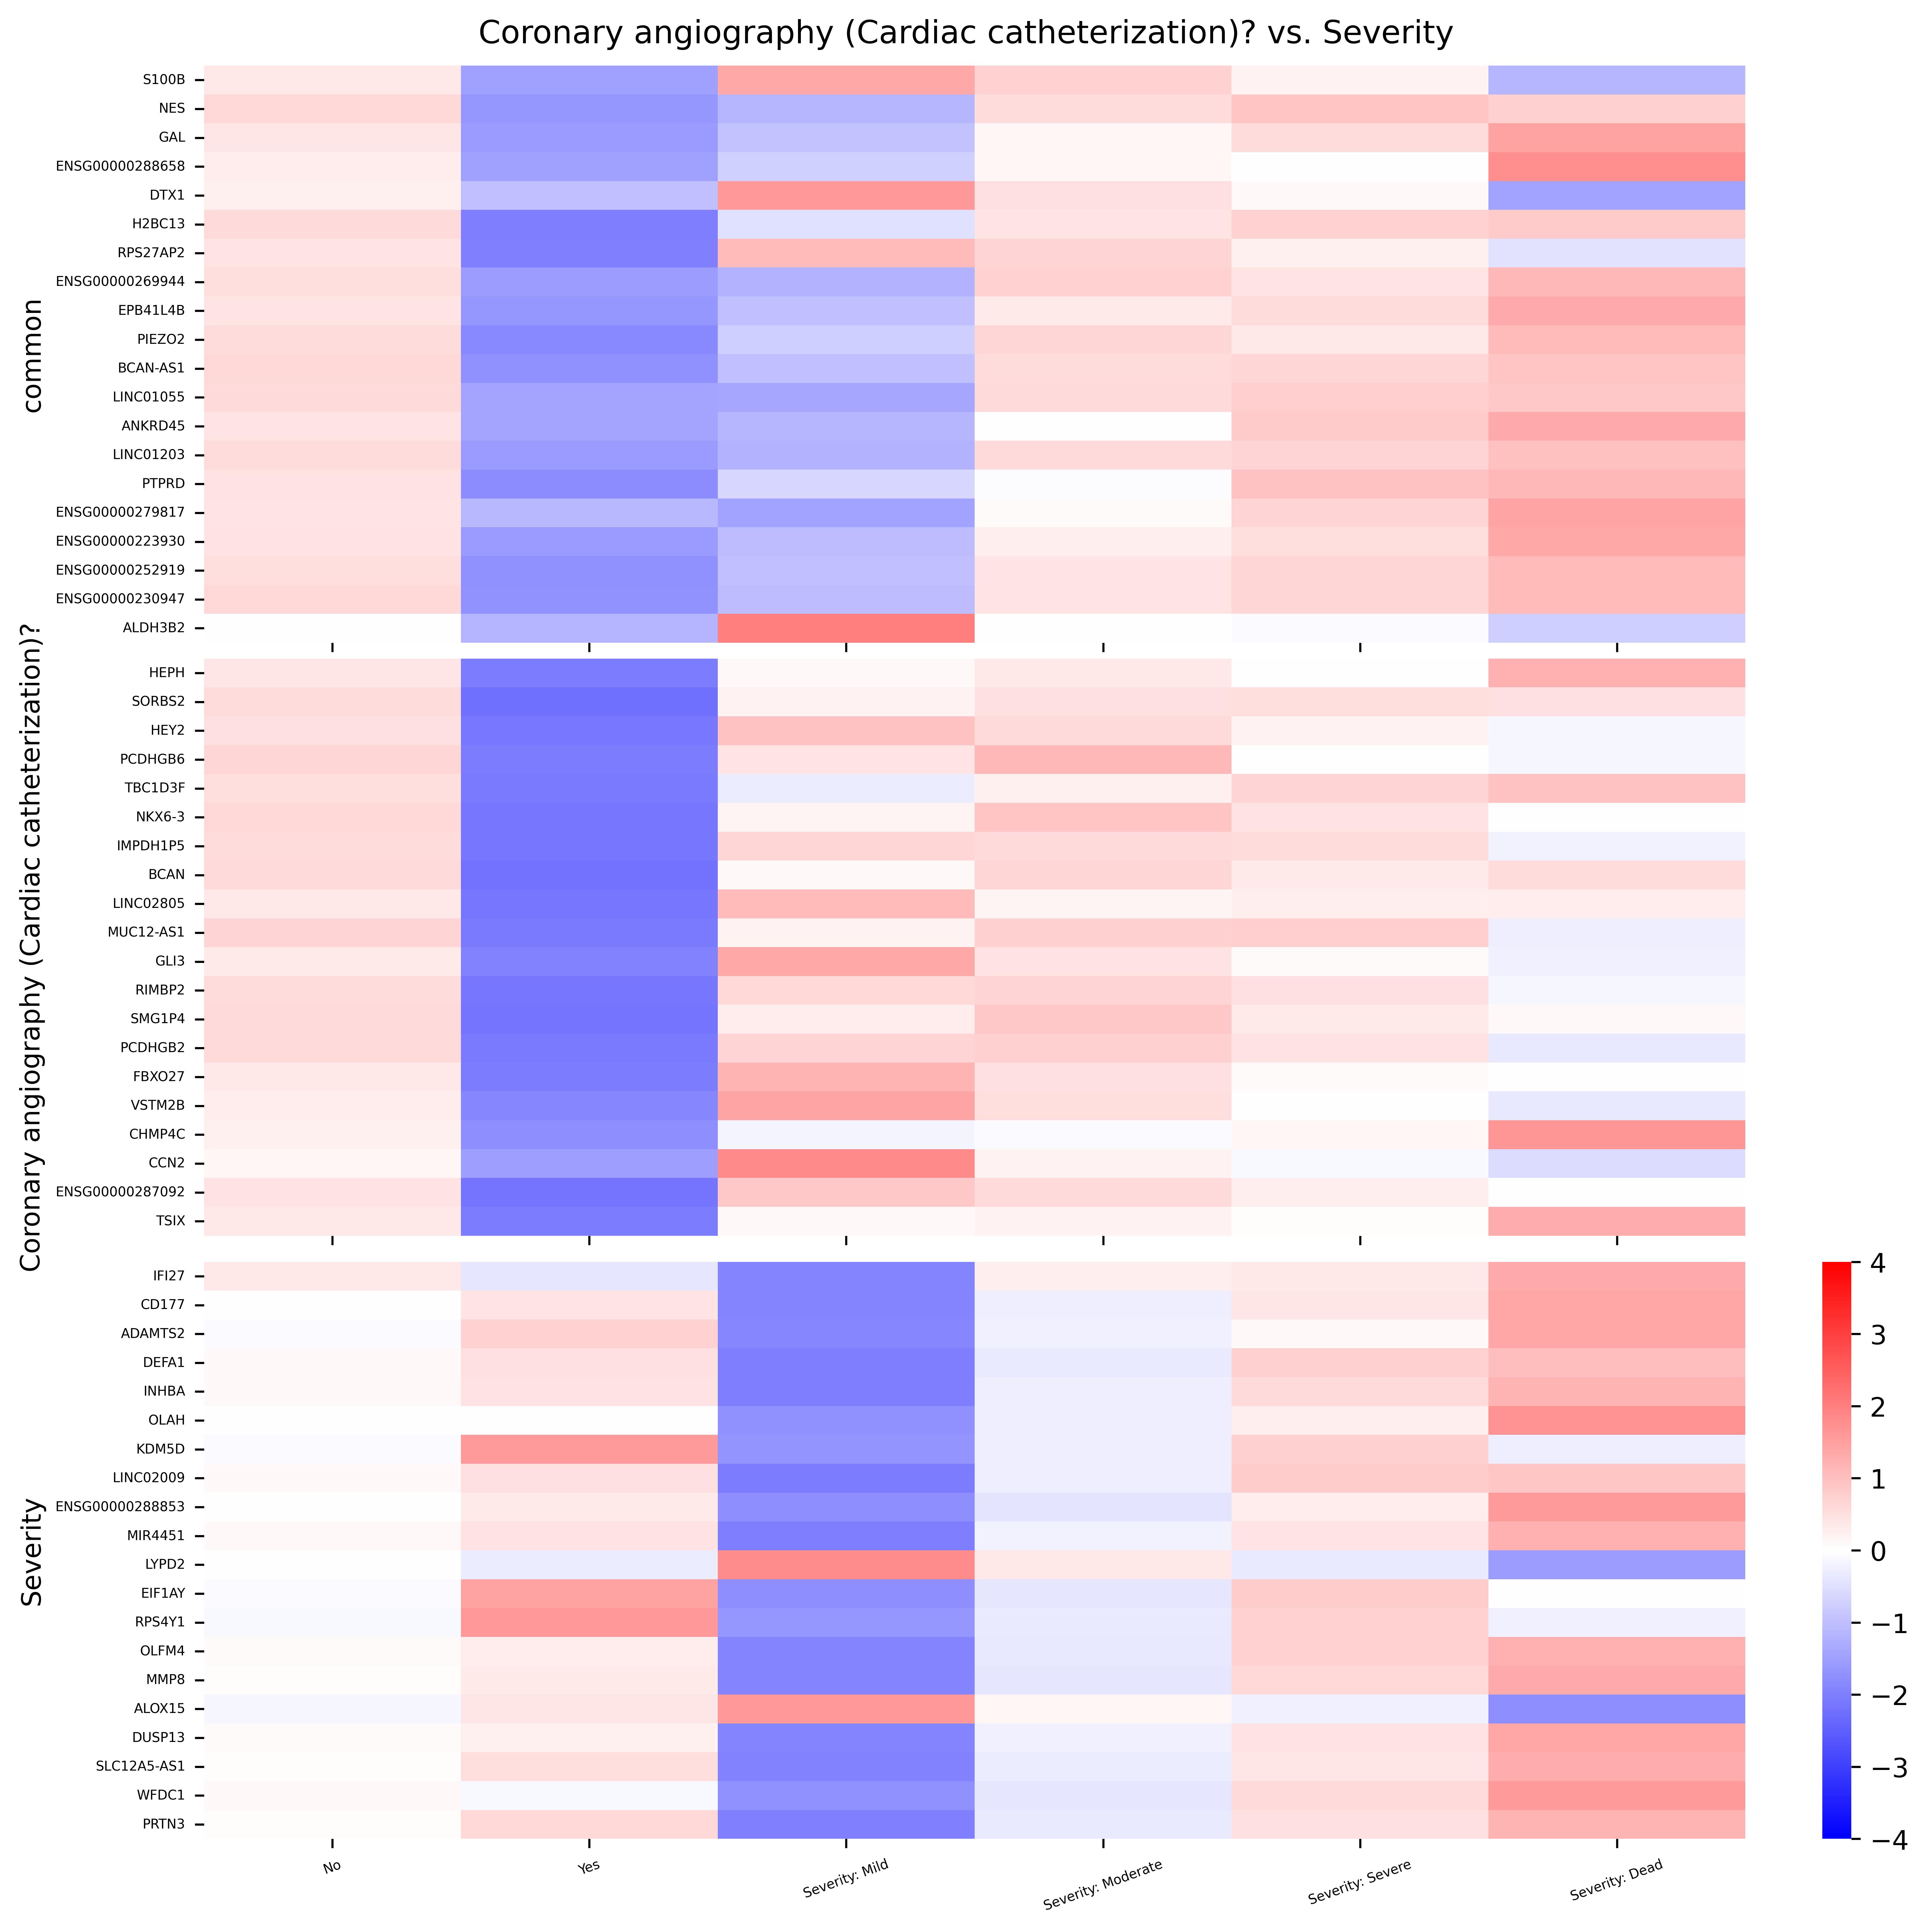 Coronary angiography (Cardiac catheterization)? vs. Severity
common
S100B
NES
GAL
ENSG00000288658
DTX1
H2BC13
RPS27AP2
ENSG00000269944
EPB41L4B
PIEZO2
BCAN-AS1
LINC01055
ANKRD45
LINC01203
PTPRD
ENSG00000279817
ENSG00000223930
ENSG00000252919
ENSG00000230947
ALDH3B2
Coronary angiography (Cardiac catheterization)?
HEPH
SORBS2
HEY2
PCDHGB6
TBC1D3F
NKX6-3
IMPDH1P5
BCAN
LINC02805
MUC12-AS1
GLI3
RIMBP2
SMG1P4
PCDHGB2
FBXO27
VSTM2B
CHMP4C
CCN2
ENSG00000287092
TSIX
Severity
IFI27
CD177
ADAMTS2
DEFA1
INHBA
OLAH
KDM5D
LINC02009
ENSG00000288853
MIR4451
LYPD2
EIF1AY
RPS4Y1
OLFM4
MMP8
ALOX15
DUSP13
SLC12A5-AS1
WFDC1
PRTN3
No
Yes
Severity: Mild
Severity: Moderate
Severity: Severe
Severity: Dead
4
3
2
1
0
−1
−2
−3
−4